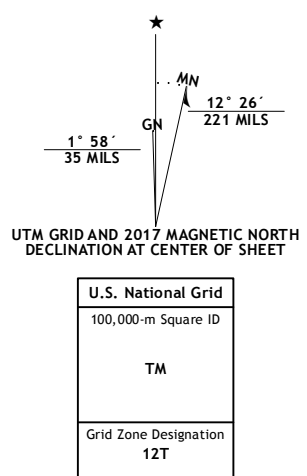 MN
GN
12° 26´
221 MILS
1° 58´
35 MILS
UTM GRID AND 2017 MAGNETIC NORTH
DECLINATION AT CENTER OF SHEET
U.S. National Grid
100,000-m Square ID
TM
Grid Zone Designation
12T